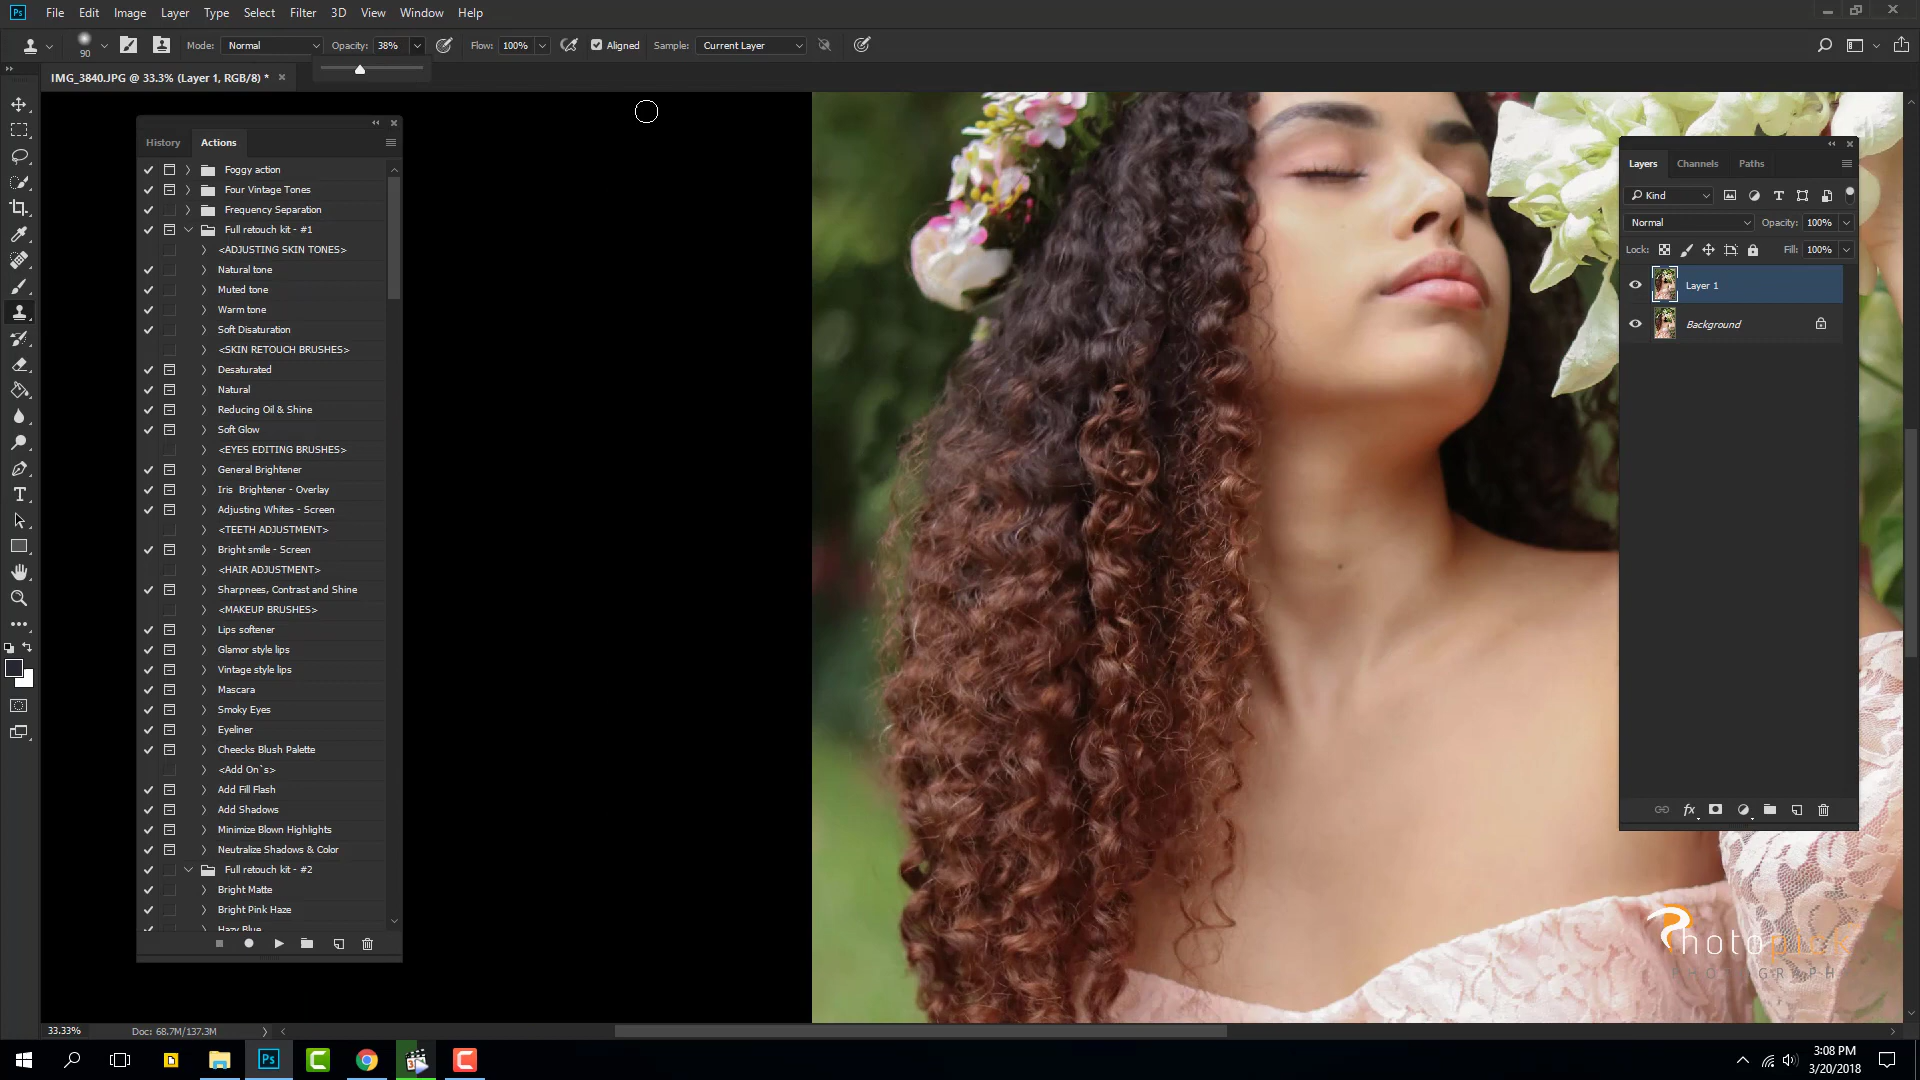 Ps File Edit Image Layer Type Select Filter 3D View Window Help
90 Mode: Normal Opacity: 38% Flow: 100% Aligned Sample: Current Layer
IMG_3840.JPG @ 33.3% (Layer 1, RGB/8) *
History Actions
Foggy action
Four Vintage Tones
Frequency Separation
Full retouch kit - #1
<ADJUSTING SKIN TONES>
Natural tone
Muted tone
Warm tone
Soft Disaturation
<SKIN RETOUCH BRUSHES>
Desaturated
Natural
Reducing Oil & Shine
Soft Glow
<EYES EDITING BRUSHES>
General Brightener
Iris Brightener - Overlay
Adjusting Whites - Screen
<TEETH ADJUSTMENT>
Bright smile - Screen
<HAIR ADJUSTMENT>
Sharpnees, Contrast and Shine
<MAKEUP BRUSHES>
Lips softener
Glamor style lips
Vintage style lips
Mascara
Smoky Eyes
Eyeliner
Cheecks Blush Palette
<Add On`s>
Add Fill Flash
Add Shadows
Minimize Blown Highlights
Neutralize Shadows & Color
Full retouch kit - #2
Bright Matte
Bright Pink Haze
Hazy Blue
Layers Channels Paths
Kind
Normal Opacity: 100%
Lock: Fill: 100%
Layer 1
Background
fx
33.33% Doc: 68.7M/137.3M
Ps 3:08 PM
3/20/2018